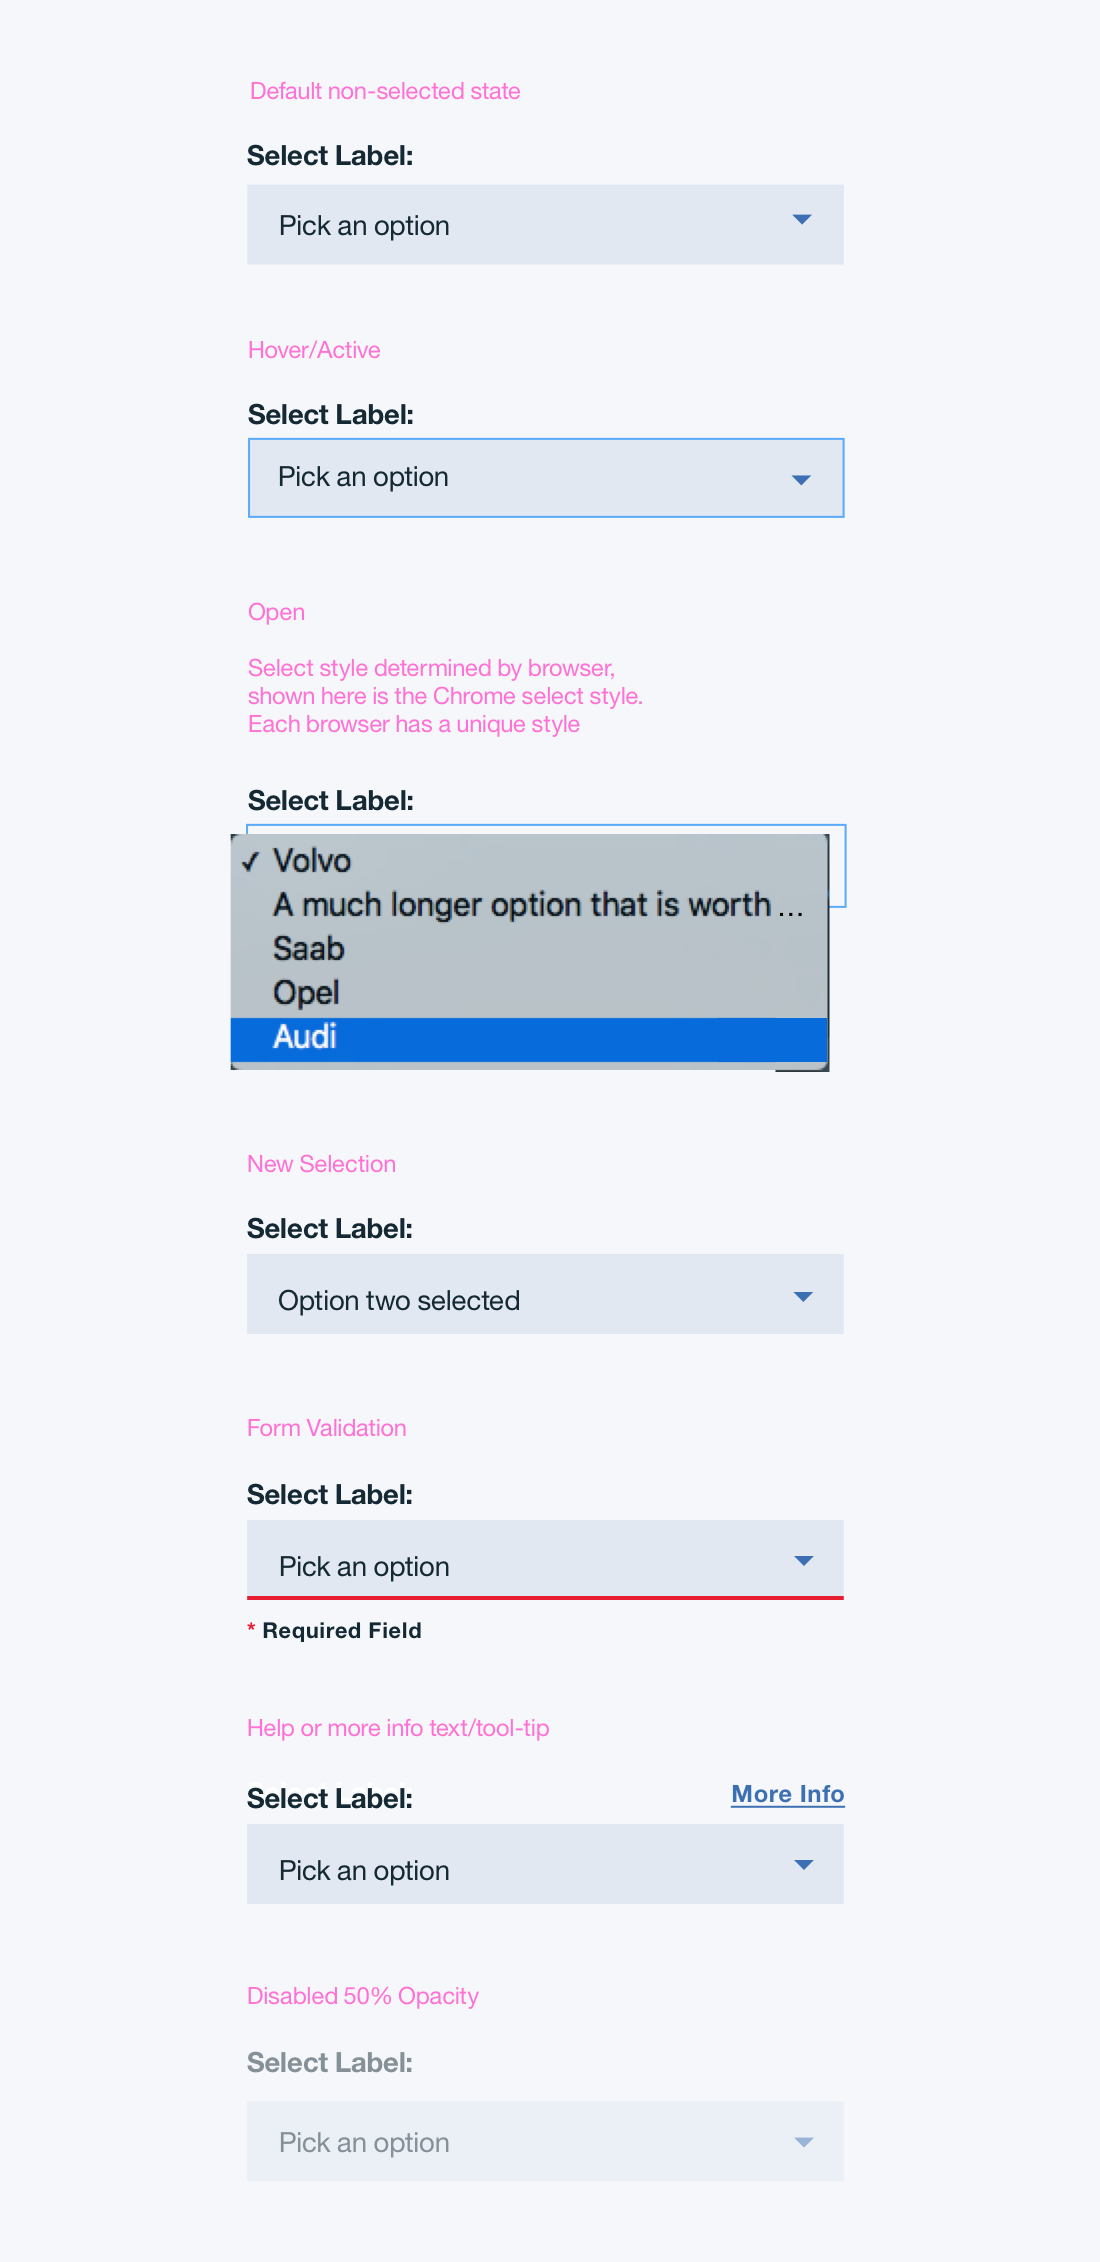 Default non-selected state
Select Label:
Pick an option
Hover/Active
Select Label:
Pick an option
Open
Select style determined by browser,
shown here is the Chrome select style.
Each browser has a unique style
Select Label:
✓ Volvo
A much longer option that is worth ...
Saab
Opel
Audi
New Selection
Select Label:
Option two selected
Form Validation
Select Label:
Pick an option
* Required Field
Help or more info text/tool-tip
Select Label:
More Info
Pick an option
Disabled 50% Opacity
Select Label:
Pick an option